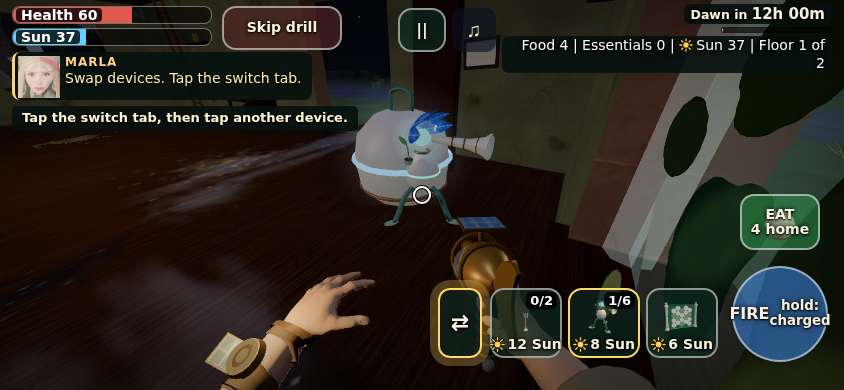 Health 60
Sun 37
Skip drill
Dawn in 12h 00m
Food 4 | Essentials 0 | ☀ Sun 37 | Floor 1 of
2
MARLA
Swap devices. Tap the switch tab.
Tap the switch tab, then tap another device.
EAT
4 home
FIRE
hold:
charged
0/2
☀ 12 Sun
1/6
☀ 8 Sun
☀ 6 Sun